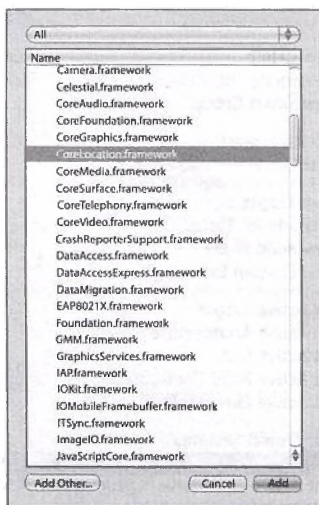 All
Name
Camera.framework
Celestial.framework
CoreAudio.framework
CoreFoundation.framework
CoreGraphics.framework
CoreLocation.framework
CoreMedia.framework
CoreSurface.framework
CoreTelephony.framework
CoreVideo.framework
CrashReporterSupport.framework
DataAccess.framework
DataAccessExpress.framework
DataMigration.framework
EAP8021X.framework
Foundation.framework
GMM.framework
GraphicsServices.framework
IAP.framework
IOKit.framework
IOMobileFramebuffer.framework
ITSync.framework
ImageIO.framework
JavaScriptCore.framework
Add Other... Cancel Add